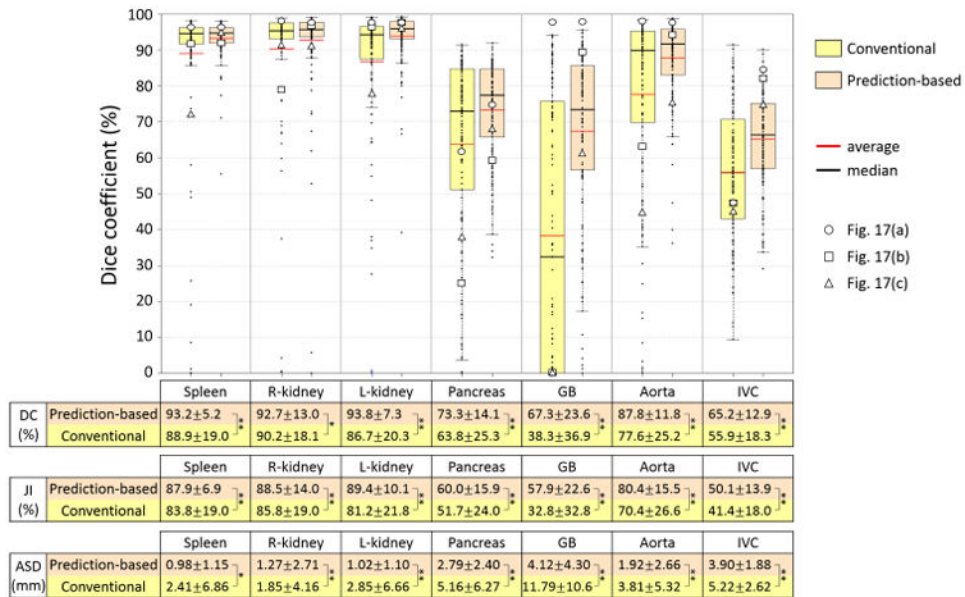 Dice coefficient (%)
100
90
80
70
60
50
40
30
20
10
0
Conventional
Prediction-based
average
median
Fig. 17(a)
Fig. 17(b)
Fig. 17(c)
Spleen R-kidney L-kidney Pancreas GB Aorta IVC
DC (%) Prediction-based 93.2±5.2 92.7±13.0 93.8±7.3 73.3±14.1 67.3±23.6 87.8±11.8 65.2±12.9
Conventional 88.9±19.0 90.2±18.1 86.7±20.3 63.8±25.3 38.3±36.9 77.6±25.2 55.9±18.3
** * ** ** ** ** **
Spleen R-kidney L-kidney Pancreas GB Aorta IVC
JI (%) Prediction-based 87.9±6.9 88.5±14.0 89.4±10.1 60.0±15.9 57.9±22.6 80.4±15.5 50.1±13.9
Conventional 83.8±19.0 85.8±19.0 81.2±21.8 51.7±24.0 32.8±32.8 70.4±26.6 41.4±18.0
** ** ** ** ** ** **
Spleen R-kidney L-kidney Pancreas GB Aorta IVC
ASD (mm) Prediction-based 0.98±1.15 1.27±2.71 1.02±1.10 2.79±2.40 4.12±4.30 1.92±2.66 3.90±1.88
Conventional 2.41±6.86 1.85±4.16 2.85±6.66 5.16±6.27 11.79±10.6 3.81±5.32 5.22±2.62
* ** ** ** ** ** **